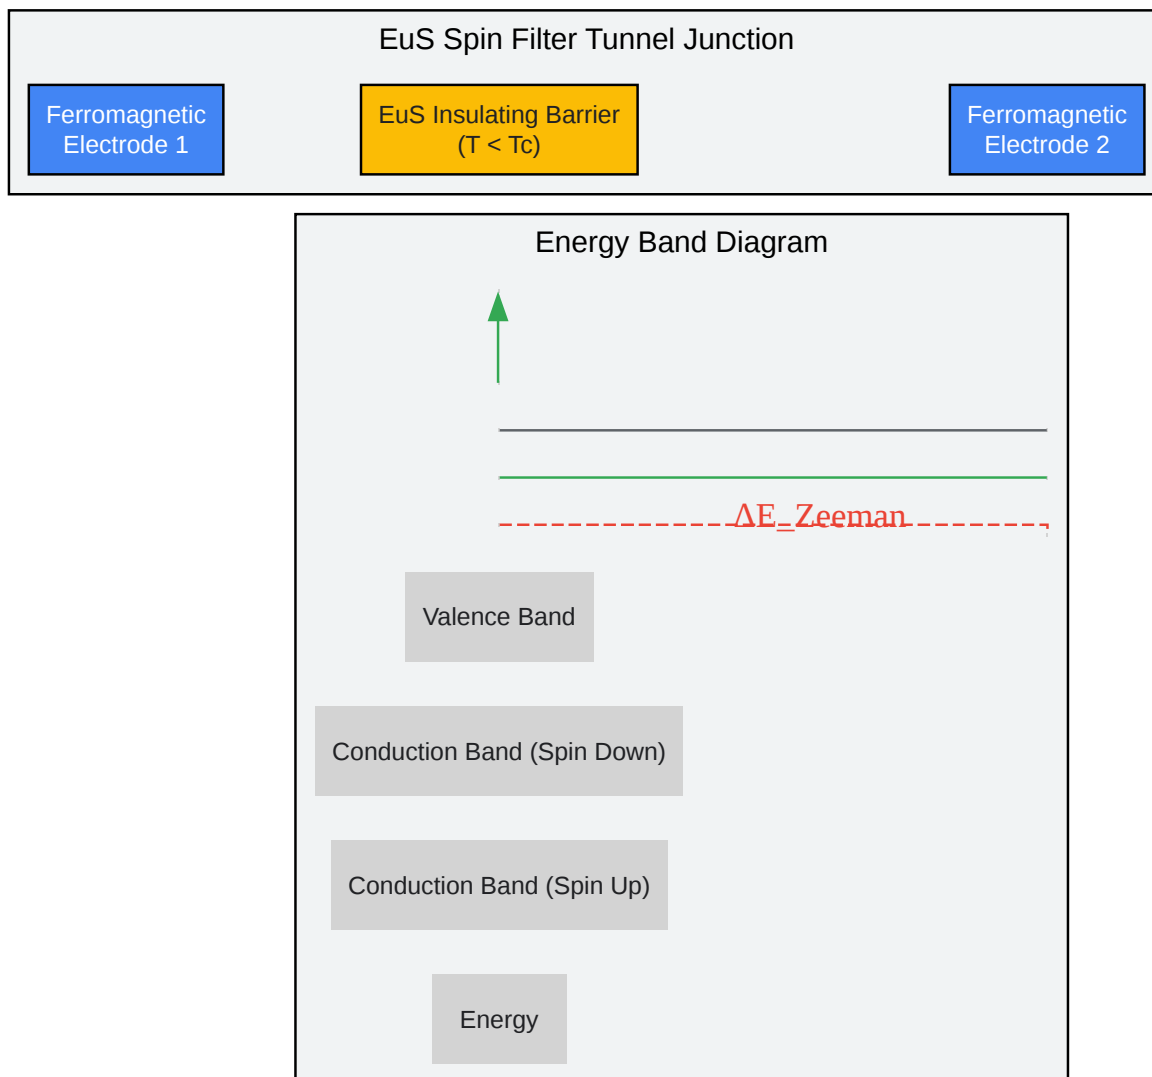 EuS Spin Filter Tunnel Junction
Ferromagnetic
Electrode 1
EuS Insulating Barrier
(T < Tc)
Ferromagnetic
Electrode 2
Energy Band Diagram
ΔE_Zeeman
Valence Band
Conduction Band (Spin Down)
Conduction Band (Spin Up)
Energy